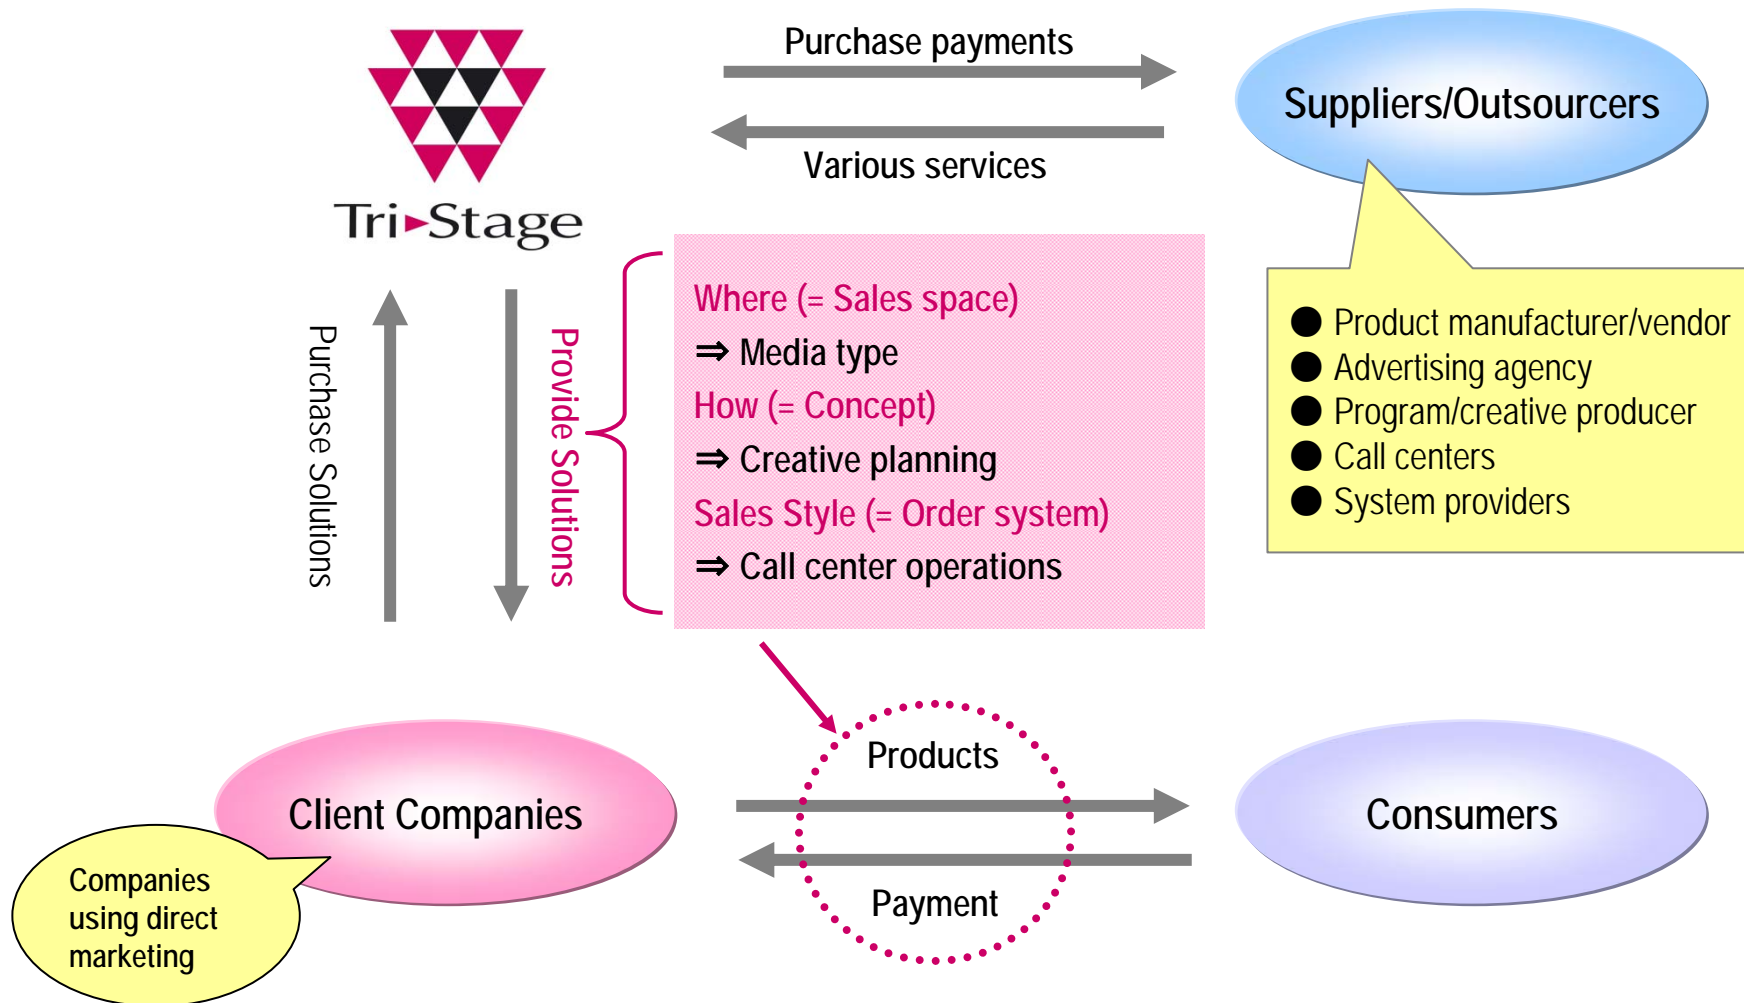 Purchase payments
Suppliers/Outsourcers
Various services
Tri▸Stage
Purchase Solutions
Provide Solutions
Where (= Sales space)
⇒ Media type
How (= Concept)
⇒ Creative planning
Sales Style (= Order system)
⇒ Call center operations
● Product manufacturer/vendor
● Advertising agency
● Program/creative producer
● Call centers
● System providers
Products
Client Companies
Consumers
Payment
Companies
using direct
marketing